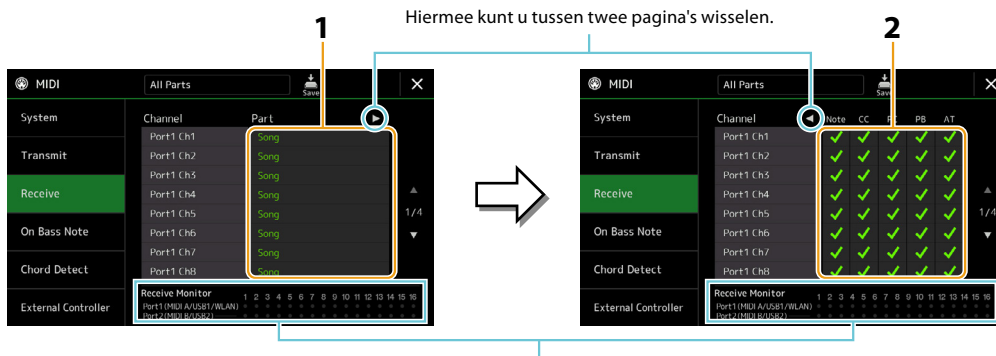 Hiermee kunt u tussen twee pagina's wisselen.
1
2
MIDI
All Parts
Save
System
Transmit
Receive
On Bass Note
Chord Detect
External Controller
Channel Part
Port1 Ch1 Song
Port1 Ch2 Song
Port1 Ch3 Song
Port1 Ch4 Song
Port1 Ch5 Song
Port1 Ch6 Song
Port1 Ch7 Song
Port1 Ch8 Song
1/4
Receive Monitor 1 2 3 4 5 6 7 8 9 10 11 12 13 14 15 16
Port1(MIDI A/USB1/WLAN)
Port2(MIDI B/USB2)
MIDI
All Parts
Save
System
Transmit
Receive
On Bass Note
Chord Detect
External Controller
Channel Note CC PC PB AT
Port1 Ch1
Port1 Ch2
Port1 Ch3
Port1 Ch4
Port1 Ch5
Port1 Ch6
Port1 Ch7
Port1 Ch8
1/4
Receive Monitor 1 2 3 4 5 6 7 8 9 10 11 12 13 14 15 16
Port1(MIDI A/USB1/WLAN)
Port2(MIDI B/USB2)